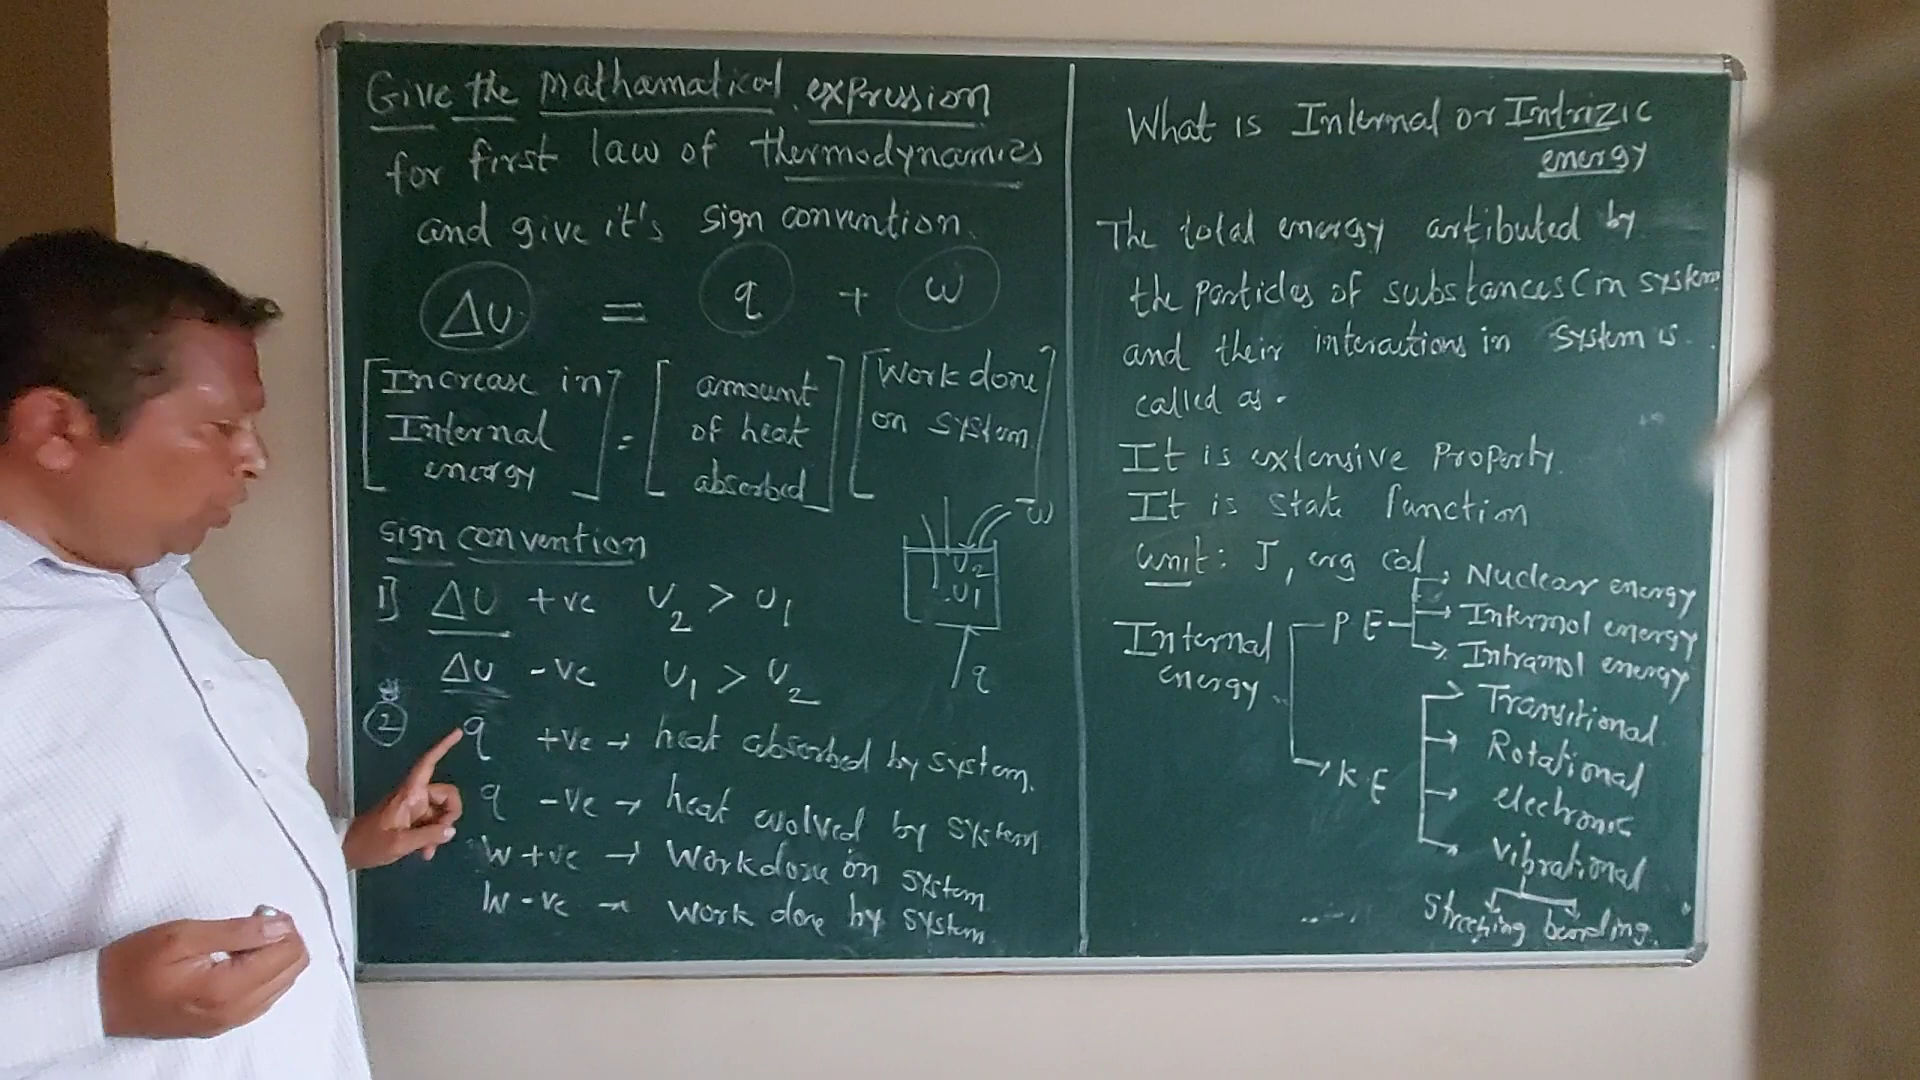 Give the mathamatical expression
for first law of thermodynamics
and give it's sign convention.
ΔU = q + w
[Increase in Internal energy] = [amount of heat absorbed] [Work done on system]
sign convention
1] ΔU +ve U2 > U1
ΔU -ve U1 > U2
2 q +ve → heat absorbed by system.
q -ve → heat evolved by system
W +ve → Work done on system
W -ve → Work done by system
w
U2
U1
q
What is Internal or Intrizic
energy
The total energy artibuted by
the particles of substances (in system
and their interactions in system is
called as.
It is extensive Property.
It is state function
unit: J, erg cal
Internal energy
P E
Nuclear energy
Intermol energy
Intramol energy
K.E
Transitional
Rotational
electronic
vibrational
Streching bending.